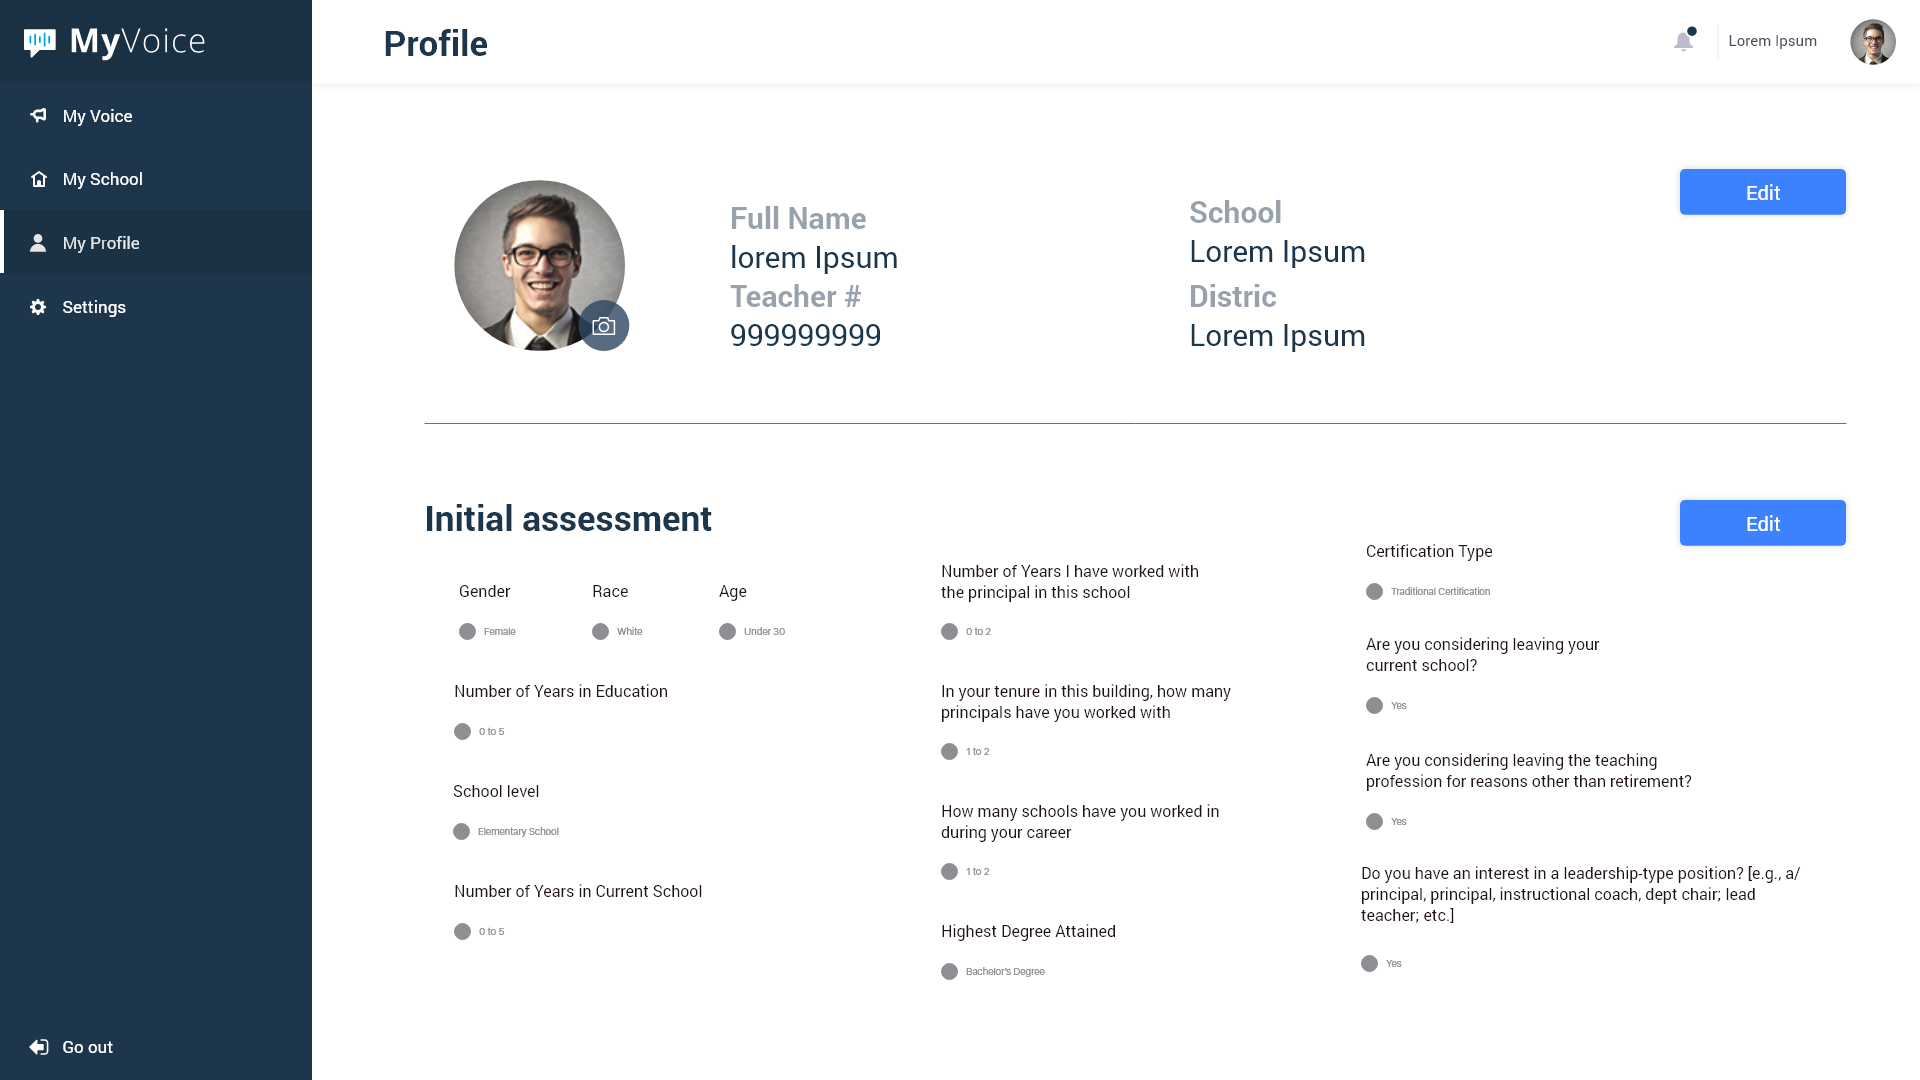 MyVoice
My Voice
My School
My Profile
Settings
Go out
Profile
Lorem Ipsum
Full Name
lorem Ipsum
Teacher #
999999999
School
Lorem Ipsum
Distric
Lorem Ipsum
Edit
Initial assessment
Edit
Gender
Female
Race
White
Age
Under 30
Number of Years in Education
0 to 5
School level
Elementary School
Number of Years in Current School
0 to 5
Number of Years I have worked with
the principal in this school
0 to 2
In your tenure in this building, how many
principals have you worked with
1 to 2
How many schools have you worked in
during your career
1 to 2
Highest Degree Attained
Bachelor's Degree
Certification Type
Traditional Certification
Are you considering leaving your
current school?
Yes
Are you considering leaving the teaching
profession for reasons other than retirement?
Yes
Do you have an interest in a leadership-type position? [e.g., a/
principal, principal, instructional coach, dept chair; lead
teacher; etc.]
Yes